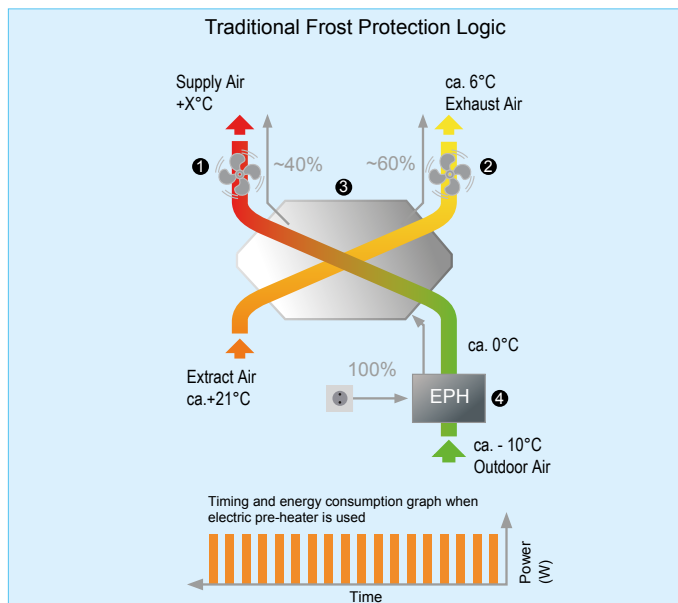 Traditional Frost Protection Logic
Supply Air
+X°C
ca. 6°C
Exhaust Air
❶
~40%
~60%
❷
❸
ca. 0°C
Extract Air
ca.+21°C
100%
EPH
❹
ca. - 10°C
Outdoor Air
Timing and energy consumption graph when
electric pre-heater is used
Power
(W)
Time